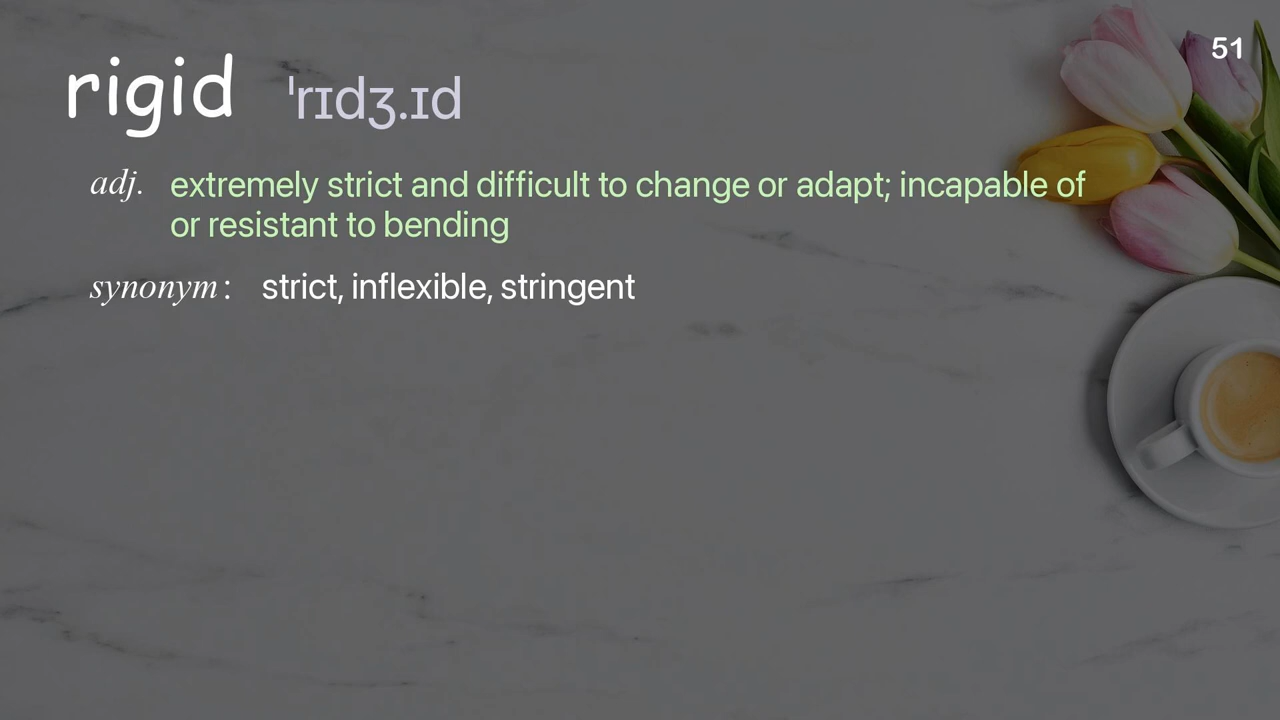 51
rigid ˈrɪdʒ.ɪd
adj. extremely strict and difficult to change or adapt; incapable of
or resistant to bending
synonym: strict, inflexible, stringent